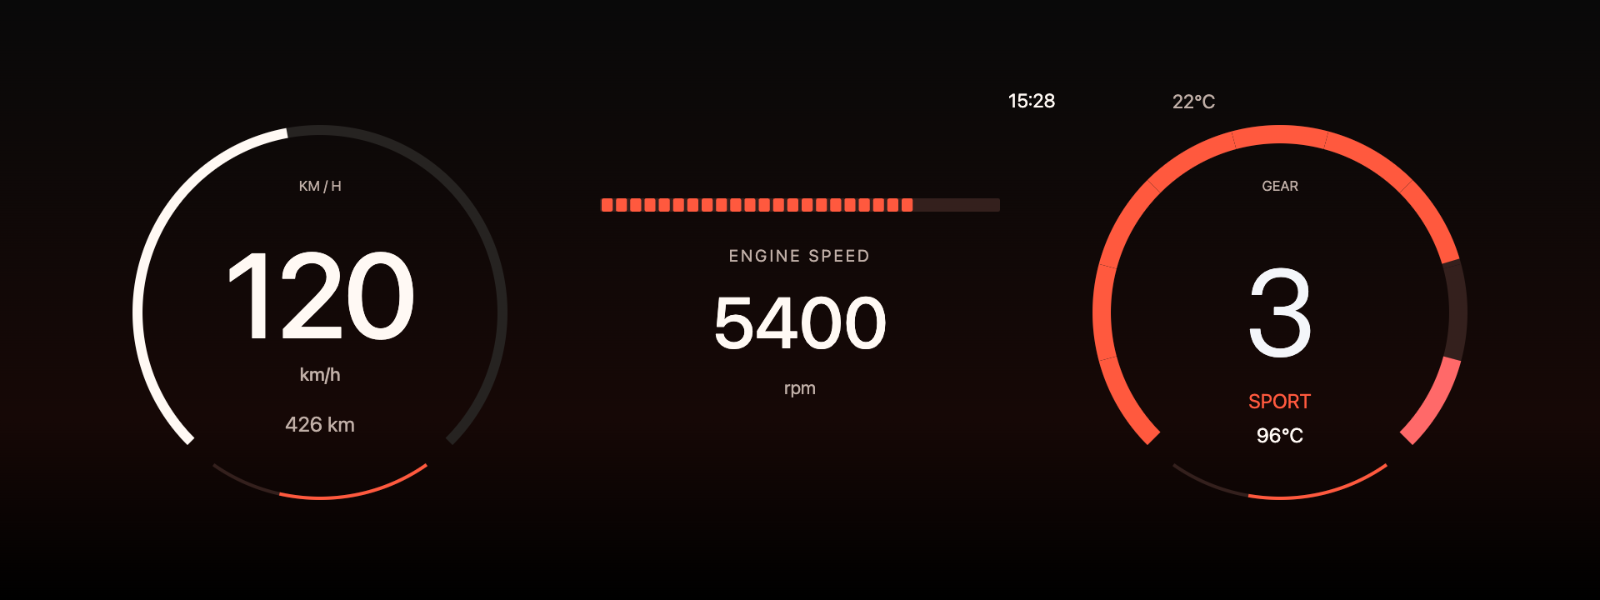 15:28
22°C
KM / H
120
km/h
426 km
ENGINE SPEED
5400
rpm
GEAR
3
SPORT
96°C